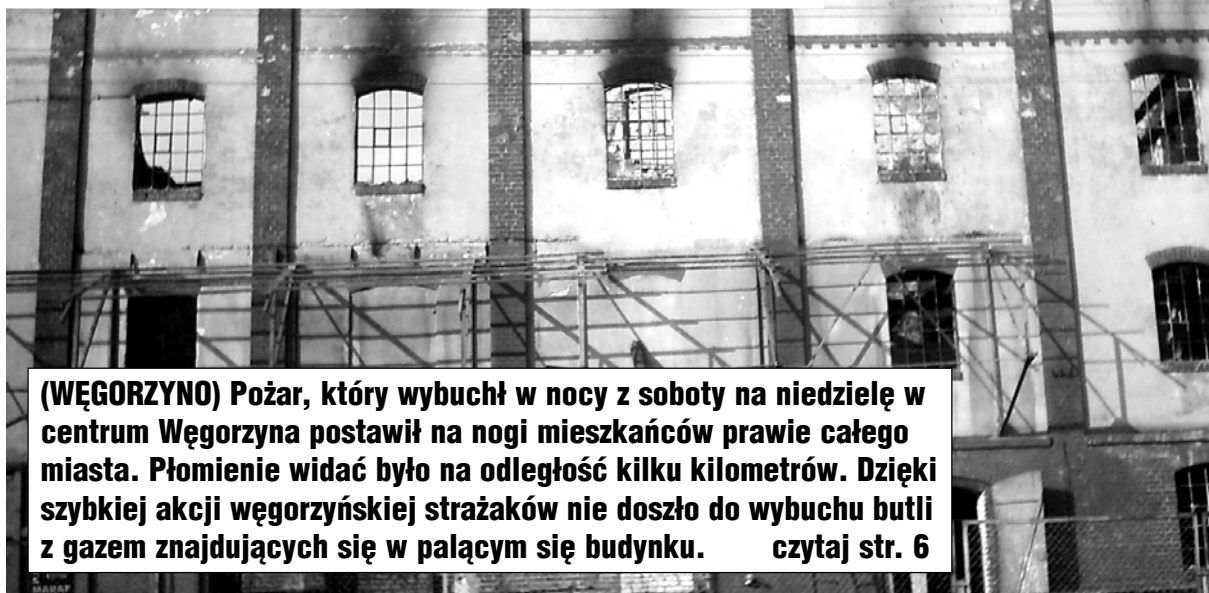 (WĘGORZYNO) Pożar, który wybuchł w nocy z soboty na niedzielę w
centrum Węgorzyna postawił na nogi mieszkańców prawie całego
miasta. Płomienie widać było na odległość kilku kilometrów. Dzięki
szybkiej akcji węgorzyńskiej strażaków nie doszło do wybuchu butli
z gazem znajdujących się w palącym się budynku. czytaj str. 6